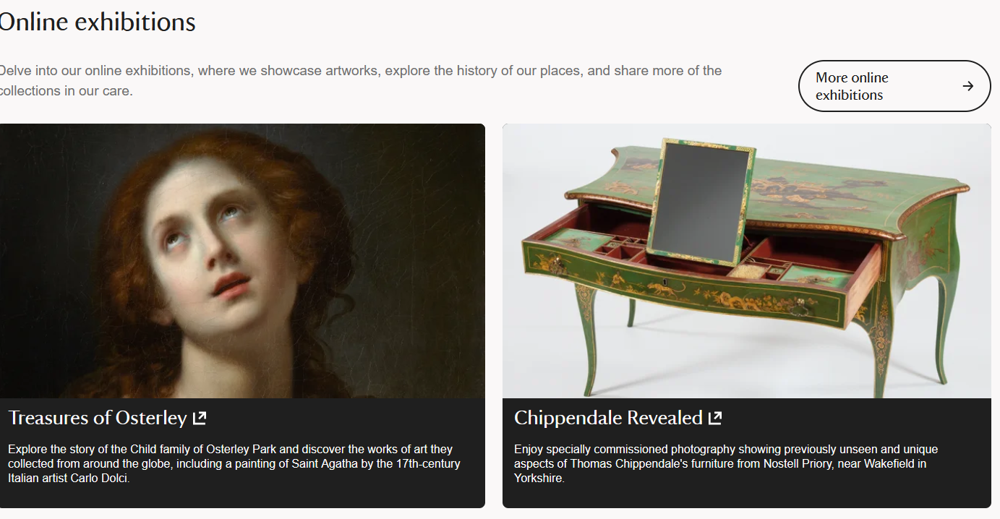 Online exhibitions
Delve into our online exhibitions, where we showcase artworks, explore the history of our places, and share more of the
collections in our care.
More online
exhibitions
Treasures of Osterley
Explore the story of the Child family of Osterley Park and discover the works of art they
collected from around the globe, including a painting of Saint Agatha by the 17th-century
Italian artist Carlo Dolci.
Chippendale Revealed
Enjoy specially commissioned photography showing previously unseen and unique
aspects of Thomas Chippendale's furniture from Nostell Priory, near Wakefield in
Yorkshire.